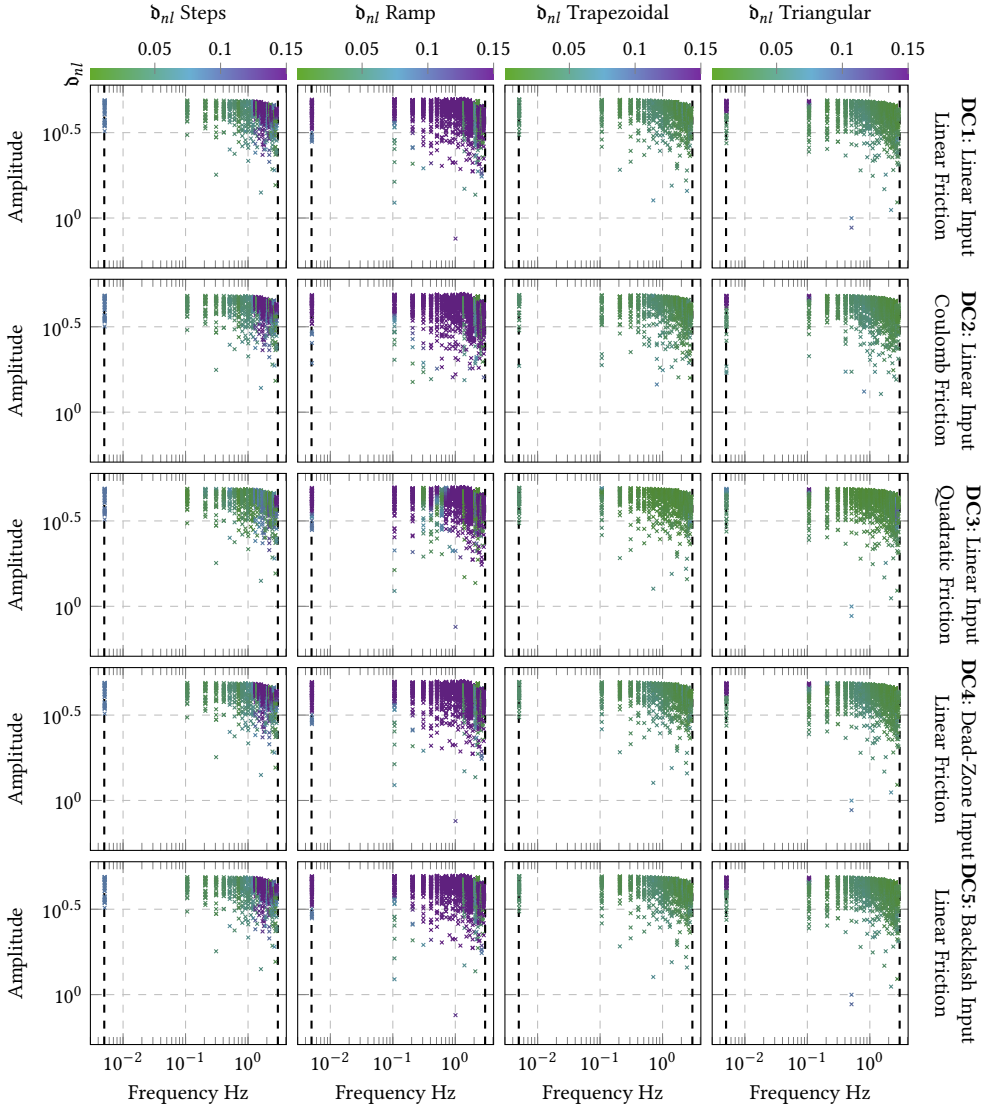 𝔡nl Steps 𝔡nl Ramp 𝔡nl Trapezoidal 𝔡nl Triangular
0.05 0.1 0.15 0.05 0.1 0.15 0.05 0.1 0.15 0.05 0.1 0.15
𝔡nl
10^0.5
10^0
Amplitude
DC1: Linear Input
Linear Friction
10^0.5
10^0
Amplitude
DC2: Linear Input
Coulomb Friction
10^0.5
10^0
Amplitude
DC3: Linear Input
Quadratic Friction
10^0.5
10^0
Amplitude
DC4: Dead-Zone Input
Linear Friction
10^0.5
10^0
Amplitude
DC5: Backlash Input
Linear Friction
10^−2 10^−1 10^0 10^−2 10^−1 10^0 10^−2 10^−1 10^0 10^−2 10^−1 10^0
Frequency Hz Frequency Hz Frequency Hz Frequency Hz